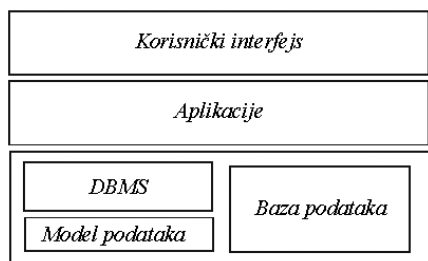 Korisnički interfejs
Aplikacije
DBMS
Model podataka
Baza podataka